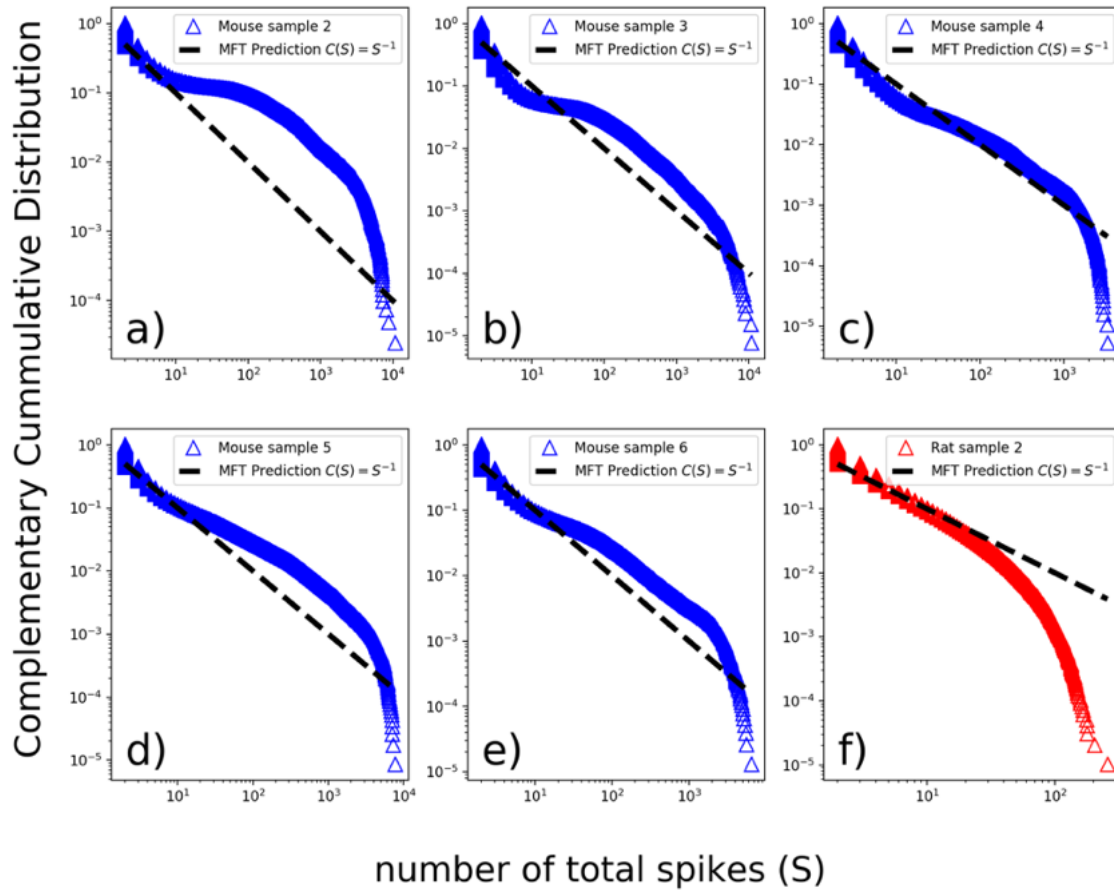 Complementary Cummulative Distribution
Mouse sample 2
MFT Prediction C(S) = S⁻¹
10⁰
10⁻¹
10⁻²
10⁻³
10⁻⁴
a)
10¹ 10² 10³ 10⁴
Mouse sample 3
MFT Prediction C(S) = S⁻¹
10⁰
10⁻¹
10⁻²
10⁻³
10⁻⁴
10⁻⁵
b)
10¹ 10² 10³ 10⁴
Mouse sample 4
MFT Prediction C(S) = S⁻¹
10⁰
10⁻¹
10⁻²
10⁻³
10⁻⁴
10⁻⁵
c)
10¹ 10² 10³
Mouse sample 5
MFT Prediction C(S) = S⁻¹
10⁰
10⁻¹
10⁻²
10⁻³
10⁻⁴
10⁻⁵
d)
10¹ 10² 10³ 10⁴
Mouse sample 6
MFT Prediction C(S) = S⁻¹
10⁰
10⁻¹
10⁻²
10⁻³
10⁻⁴
10⁻⁵
e)
10¹ 10² 10³
Rat sample 2
MFT Prediction C(S) = S⁻¹
10⁰
10⁻¹
10⁻²
10⁻³
10⁻⁴
10⁻⁵
f)
10¹ 10²
number of total spikes (S)